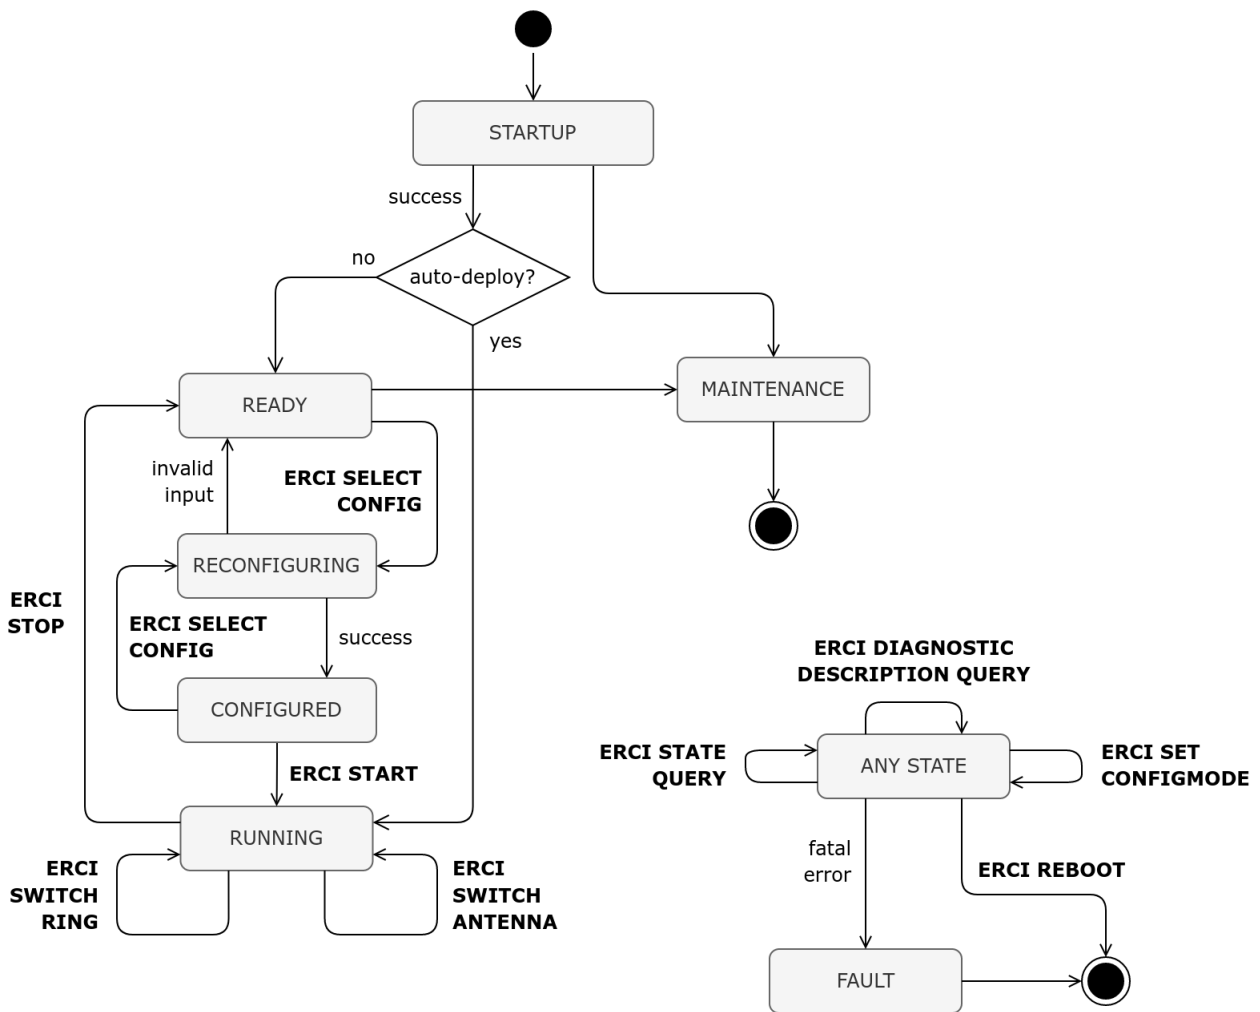 STARTUP
success
no
auto-deploy?
yes
READY
MAINTENANCE
invalid
input
ERCI SELECT
CONFIG
RECONFIGURING
ERCI
STOP
ERCI SELECT
CONFIG
success
CONFIGURED
ERCI START
RUNNING
ERCI
SWITCH
RING
ERCI
SWITCH
ANTENNA
ERCI DIAGNOSTIC
DESCRIPTION QUERY
ERCI STATE
QUERY
ANY STATE
ERCI SET
CONFIGMODE
fatal
error
ERCI REBOOT
FAULT